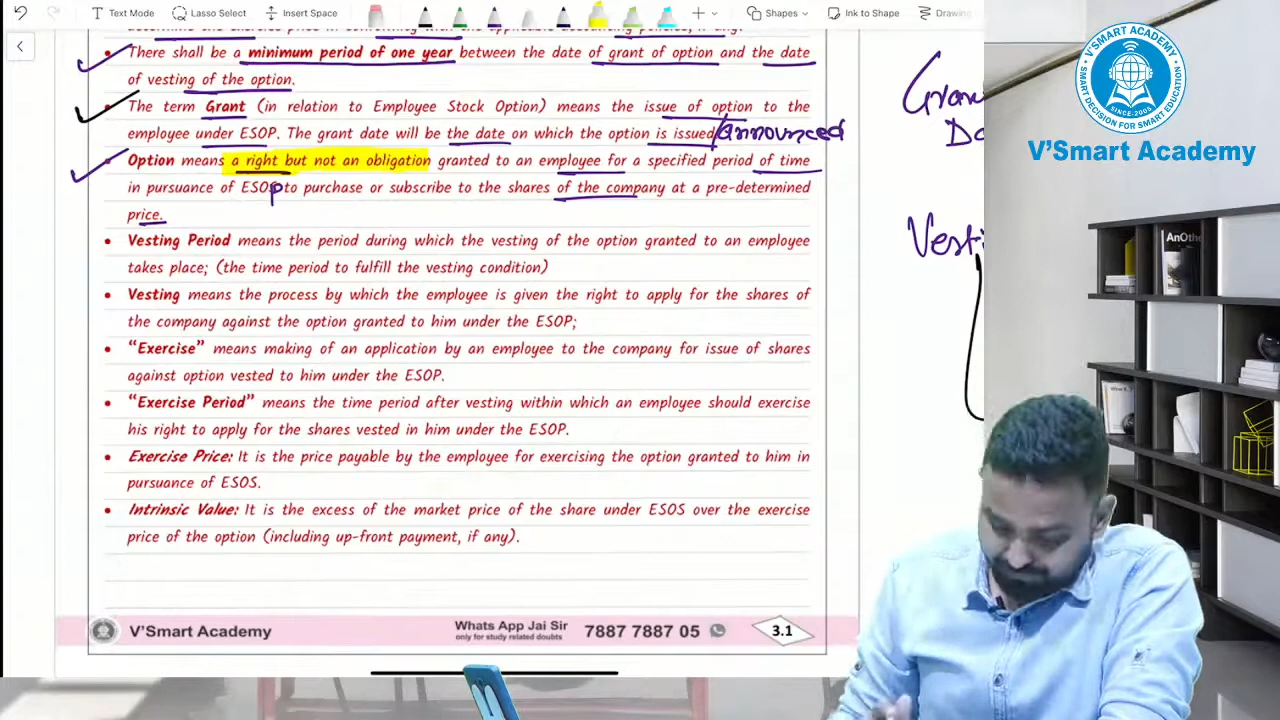 Text Mode Lasso Select Insert Space Shapes Ink to Shape Drawing
There shall be a minimum period of one year between the date of grant of option and the date
of vesting of the option.
The term Grant (in relation to Employee Stock Option) means the issue of option to the
employee under ESOP. The grant date will be the date on which the option is issued/announced
Option means a right but not an obligation granted to an employee for a specified period of time
in pursuance of ESOP to purchase or subscribe to the shares of the company at a pre-determined
price.
• Vesting Period means the period during which the vesting of the option granted to an employee
takes place; (the time period to fulfill the vesting condition)
• Vesting means the process by which the employee is given the right to apply for the shares of
the company against the option granted to him under the ESOP;
• “Exercise” means making of an application by an employee to the company for issue of shares
against option vested to him under the ESOP.
• “Exercise Period” means the time period after vesting within which an employee should exercise
his right to apply for the shares vested in him under the ESOP.
• Exercise Price: It is the price payable by the employee for exercising the option granted to him in
pursuance of ESOS.
• Intrinsic Value: It is the excess of the market price of the share under ESOS over the exercise
price of the option (including up-front payment, if any).
V'Smart Academy
Whats App Jai Sir
only for study related doubts
7887 7887 05
3.1
V'SMART ACADEMY
SMART DECISION FOR SMART EDUCATION
SINCE-2005
V'Smart Academy